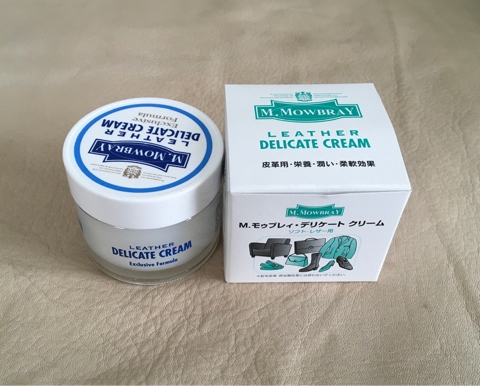 M. MOWBRAY
LEATHER
DELICATE CREAM
Exclusive
Formula
LEATHER
DELICATE CREAM
Exclusive Formula
M. MOWBRAY
LEATHER
DELICATE CREAM
皮革用・栄養・潤い・柔軟効果
M. MOWBRAY
M.モゥブレィ・デリケート クリーム
ソフト レザー用